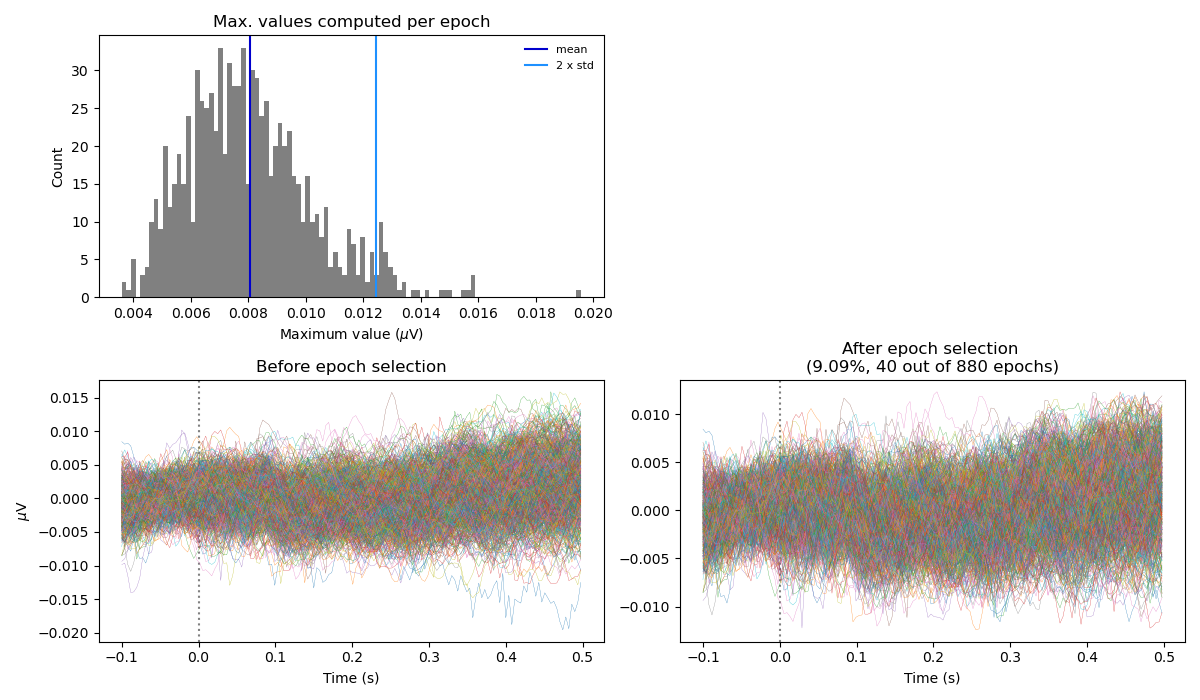 Max. values computed per epoch
mean
2 x std
Count
30
25
20
15
10
5
0
0.004 0.006 0.008 0.010 0.012 0.014 0.016 0.018 0.020
Maximum value (μV)
Before epoch selection
μV
0.015
0.010
0.005
0.000
−0.005
−0.010
−0.015
−0.020
−0.1 0.0 0.1 0.2 0.3 0.4 0.5
Time (s)
After epoch selection
(9.09%, 40 out of 880 epochs)
0.010
0.005
0.000
−0.005
−0.010
−0.1 0.0 0.1 0.2 0.3 0.4 0.5
Time (s)